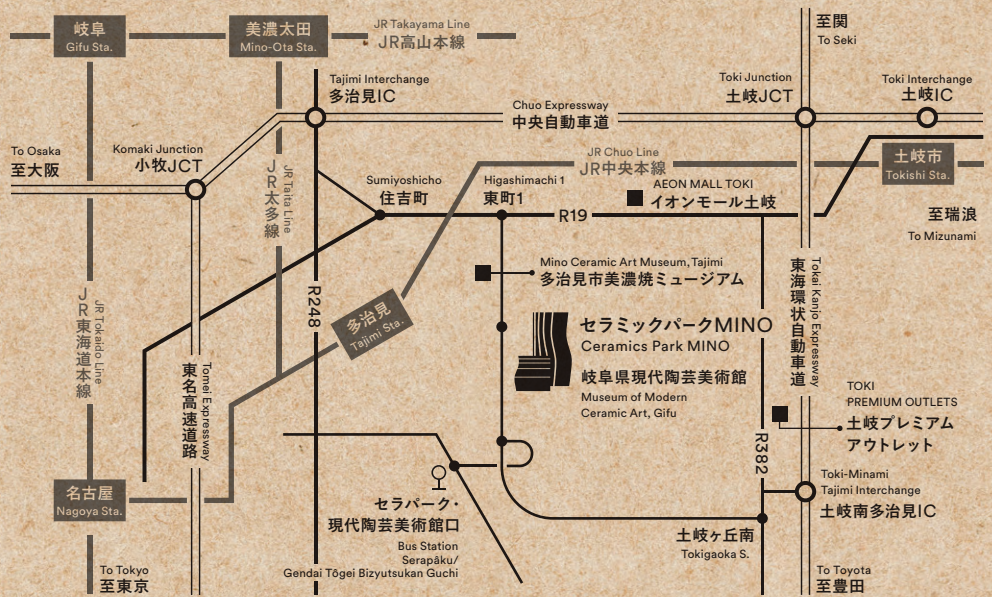 岐阜
Gifu Sta.
美濃太田
Mino-Ota Sta.
JR Takayama Line
JR高山本線
至関
To Seki
Tajimi Interchange
多治見IC
Chuo Expressway
中央自動車道
Toki Junction
土岐JCT
Toki Interchange
土岐IC
To Osaka
至大阪
Komaki Junction
小牧JCT
JR太多線
JR Taita Line
Sumiyoshicho
住吉町
Higashimachi 1
東町1
JR Chuo Line
JR中央本線
AEON MALL TOKI
イオンモール土岐
土岐市
Tokishi Sta.
R19
至瑞浪
To Mizunami
Mino Ceramic Art Museum, Tajimi
多治見市美濃焼ミュージアム
東海環状自動車道
Tokai Kanjo Expressway
JR東海道本線
JR Tokaido Line
R248
多治見
Tajimi Sta.
セラミックパークMINO
Ceramics Park MINO
岐阜県現代陶芸美術館
Museum of Modern
Ceramic Art, Gifu
東名高速道路
Tomei Expressway
TOKI
PREMIUM OUTLETS
土岐プレミアム
アウトレット
R382
名古屋
Nagoya Sta.
セラパーク・
現代陶芸美術館口
Bus Station
Serapâku/
Gendai Tôgei Bizyutsukan Guchi
Toki-Minami
Tajimi Interchange
土岐南多治見IC
土岐ヶ丘南
Tokigaoka S.
To Tokyo
至東京
To Toyota
至豊田